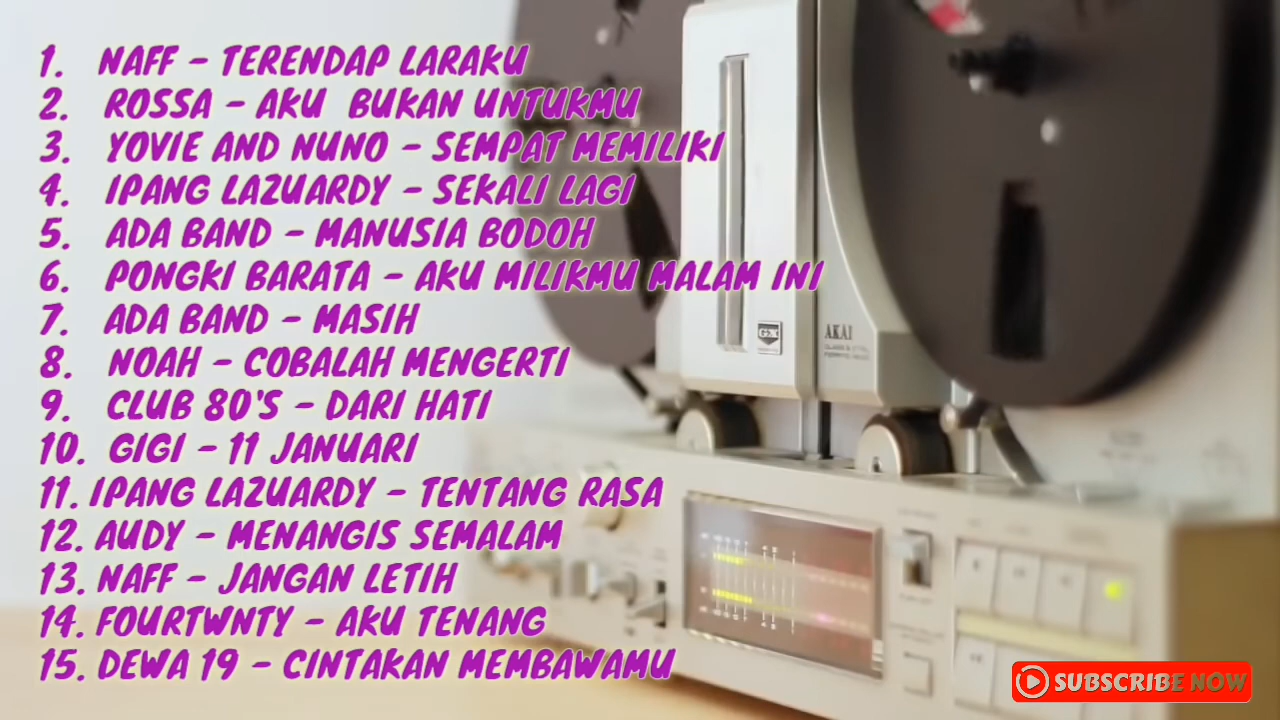 1. NAFF - TERENDAP LARAKU
2. ROSSA - AKU BUKAN UNTUKMU
3. YOVIE AND NUNO - SEMPAT MEMILIKI
4. IPANG LAZUARDY - SEKALI LAGI
5. ADA BAND - MANUSIA BODOH
6. PONGKI BARATA - AKU MILIKMU MALAM INI
7. ADA BAND - MASIH
8. NOAH - COBALAH MENGERTI
9. CLUB 80'S - DARI HATI
10. GIGI - 11 JANUARI
11. IPANG LAZUARDY - TENTANG RASA
12. AUDY - MENANGIS SEMALAM
13. NAFF - JANGAN LETIH
14. FOURTWNTY - AKU TENANG
15. DEWA 19 - CINTAKAN MEMBAWAMU
GX
AKAI
SUBSCRIBE NOW